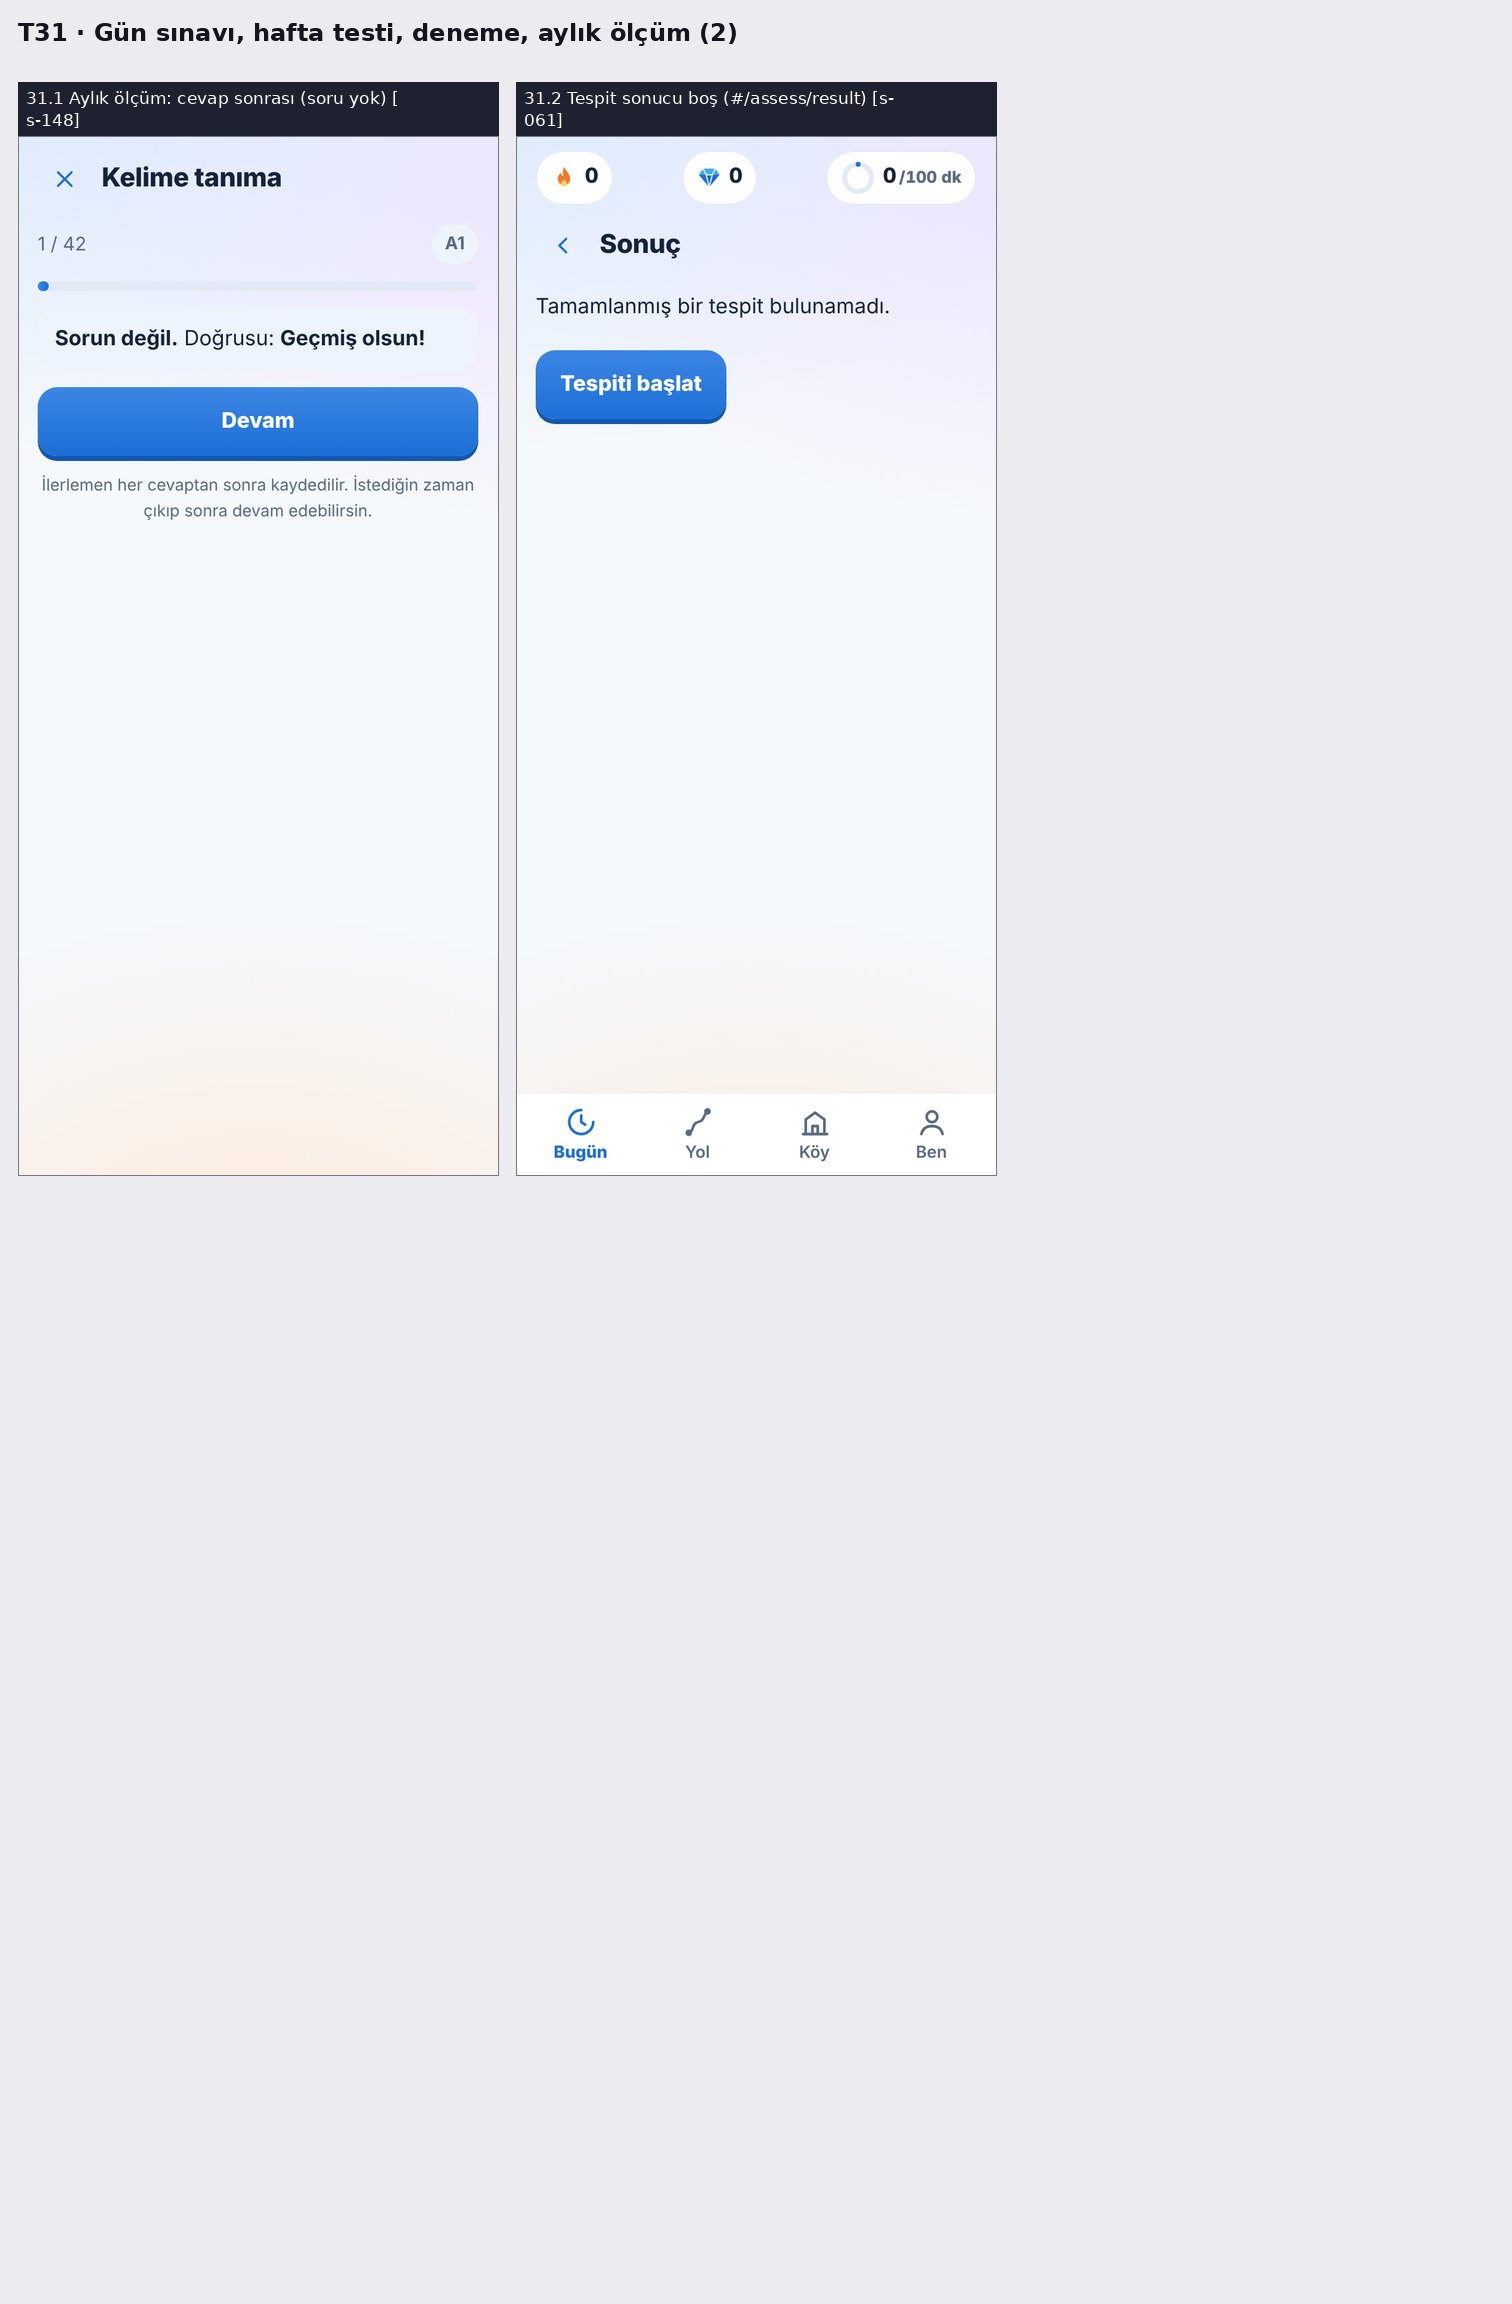 T31 · Gün sınavı, hafta testi, deneme, aylık ölçüm (2)
31.1 Aylık ölçüm: cevap sonrası (soru yok) [
s-148]
Kelime tanıma
1 / 42
A1
Sorun değil. Doğrusu: Geçmiş olsun!
Devam
İlerlemen her cevaptan sonra kaydedilir. İstediğin zaman
çıkıp sonra devam edebilirsin.
31.2 Tespit sonucu boş (#/assess/result) [s-
061]
0
0
0/100 dk
Sonuç
Tamamlanmış bir tespit bulunamadı.
Tespiti başlat
Bugün
Yol
Köy
Ben